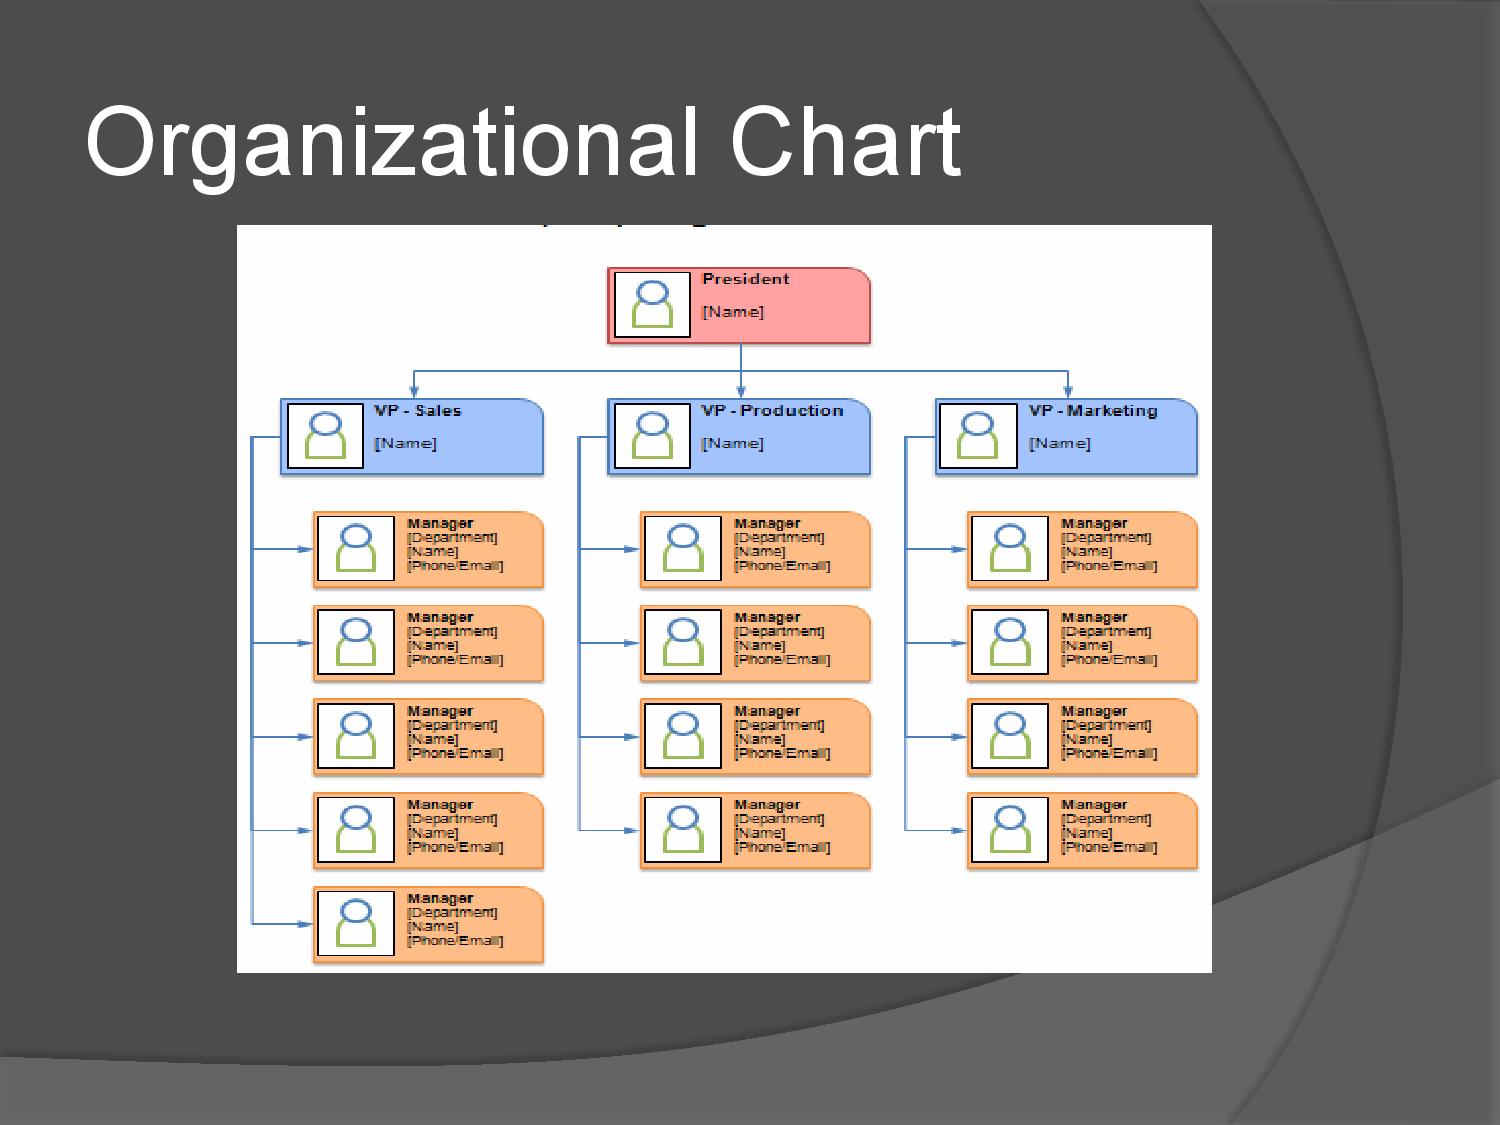 Organizational Chart
President
[Name]
VP - Sales
[Name]
VP - Production
[Name]
VP - Marketing
[Name]
Manager
[Department]
[Name]
[Phone/Email]
Manager
[Department]
[Name]
[Phone/Email]
Manager
[Department]
[Name]
[Phone/Email]
Manager
[Department]
[Name]
[Phone/Email]
Manager
[Department]
[Name]
[Phone/Email]
Manager
[Department]
[Name]
[Phone/Email]
Manager
[Department]
[Name]
[Phone/Email]
Manager
[Department]
[Name]
[Phone/Email]
Manager
[Department]
[Name]
[Phone/Email]
Manager
[Department]
[Name]
[Phone/Email]
Manager
[Department]
[Name]
[Phone/Email]
Manager
[Department]
[Name]
[Phone/Email]
Manager
[Department]
[Name]
[Phone/Email]